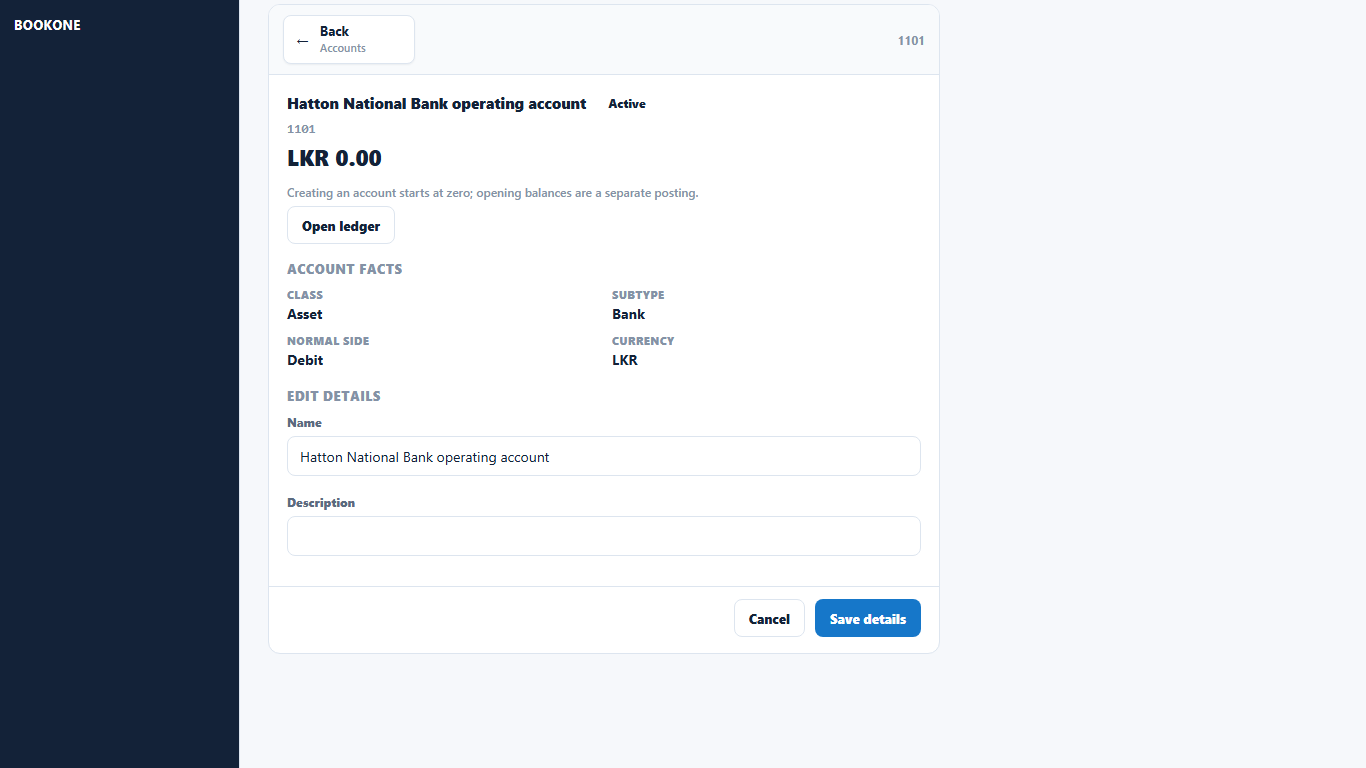 BOOKONE
← Back
Accounts
1101
Hatton National Bank operating account Active
1101
LKR 0.00
Creating an account starts at zero; opening balances are a separate posting.
Open ledger
ACCOUNT FACTS
CLASS SUBTYPE
Asset Bank
NORMAL SIDE CURRENCY
Debit LKR
EDIT DETAILS
Name
Hatton National Bank operating account
Description
Cancel Save details